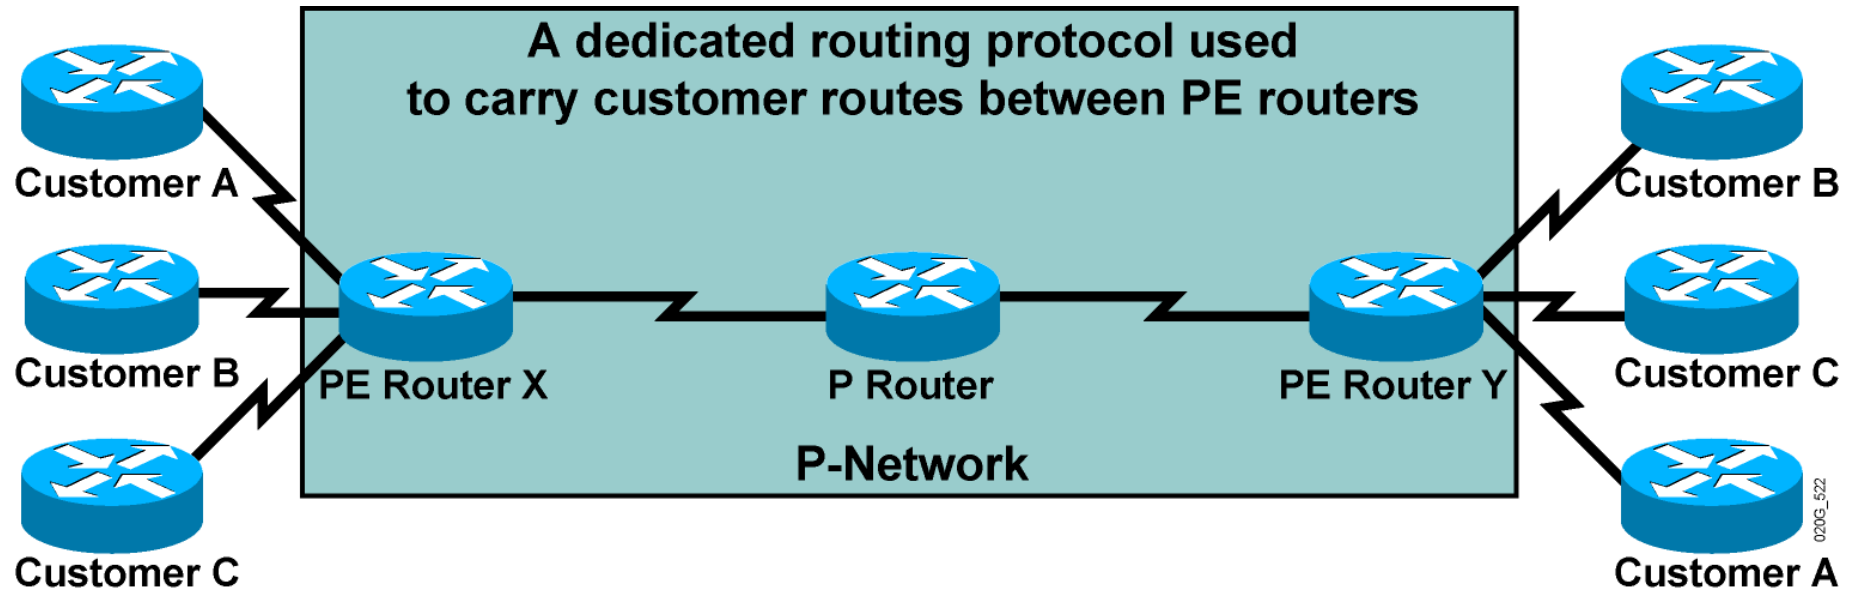 A dedicated routing protocol used
to carry customer routes between PE routers
Customer A
Customer B
Customer B
Customer C
PE Router X
P Router
PE Router Y
P-Network
Customer C
Customer A
020G_522